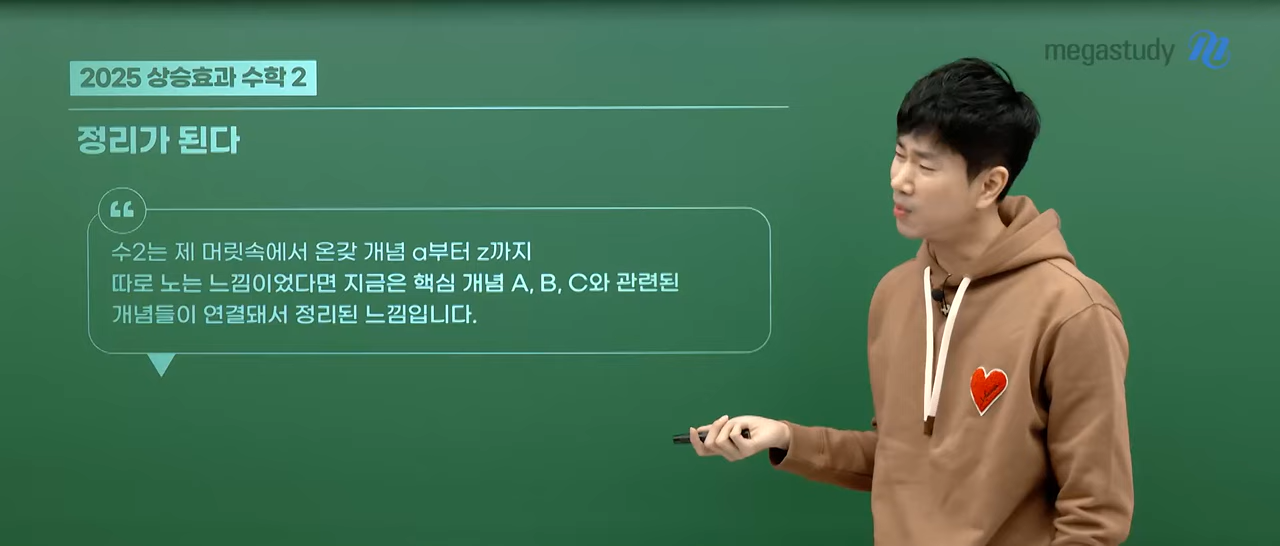 megastudy
2025 상승효과 수학 2
정리가 된다
수2는 제 머릿속에서 온갖 개념 a부터 z까지
따로 노는 느낌이었다면 지금은 핵심 개념 A, B, C와 관련된
개념들이 연결돼서 정리된 느낌입니다.